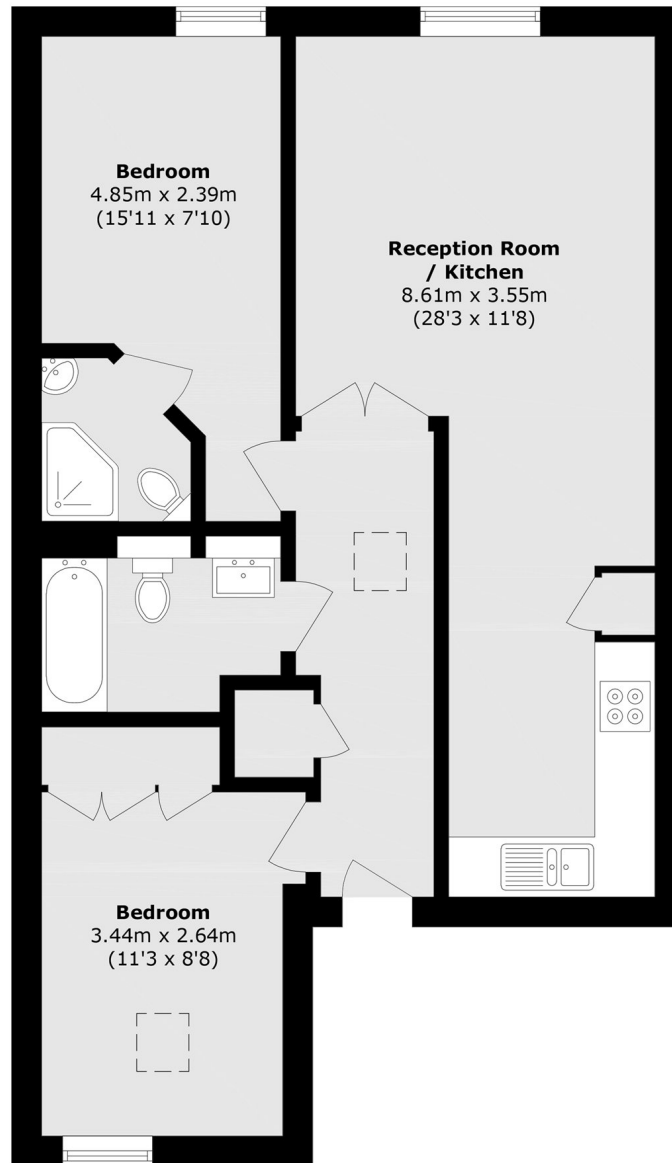 Bedroom
4.85m x 2.39m
(15'11 x 7'10)
Reception Room
/ Kitchen
8.61m x 3.55m
(28'3 x 11'8)
Bedroom
3.44m x 2.64m
(11'3 x 8'8)